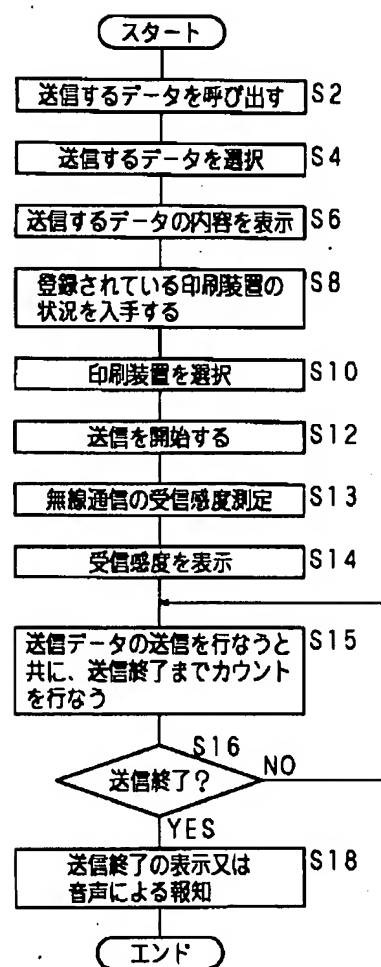 スタート
送信するデータを呼び出す S2
送信するデータを選択 S4
送信するデータの内容を表示 S6
登録されている印刷装置の S8
状況を入手する
印刷装置を選択 S10
送信を開始する S12
無線通信の受信感度測定 S13
受信感度を表示 S14
送信データの送信を行なうと S15
共に、送信終了までカウント
を行なう
S16
送信終了? NO
YES
送信終了の表示又は S18
音声による報知
エンド